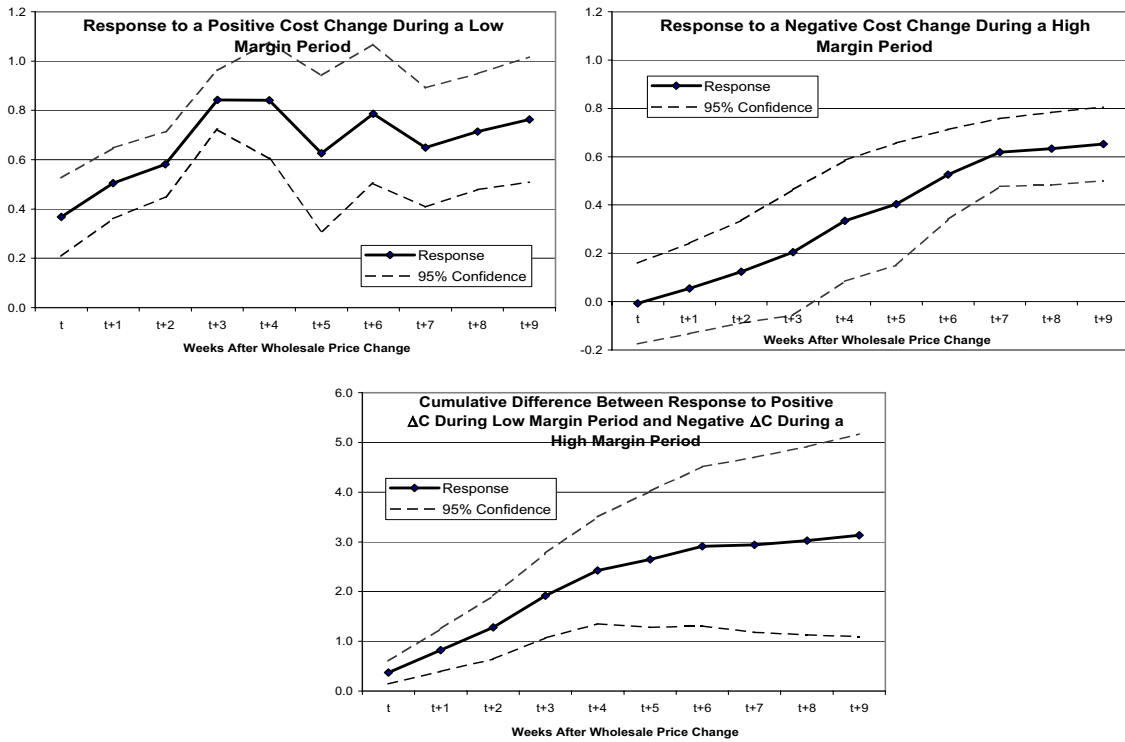 Response to a Positive Cost Change During a Low
Margin Period
1.2
1.0
0.8
0.6
0.4
0.2
0.0
Response
95% Confidence
t t+1 t+2 t+3 t+4 t+5 t+6 t+7 t+8 t+9
Weeks After Wholesale Price Change
Response to a Negative Cost Change During a High
Margin Period
1.2
1.0
0.8
0.6
0.4
0.2
0.0
-0.2
Response
95% Confidence
t t+1 t+2 t+3 t+4 t+5 t+6 t+7 t+8 t+9
Weeks After Wholesale Price Change
Cumulative Difference Between Response to Positive
ΔC During Low Margin Period and Negative ΔC During a
High Margin Period
6.0
5.0
4.0
3.0
2.0
1.0
0.0
Response
95% Confidence
t t+1 t+2 t+3 t+4 t+5 t+6 t+7 t+8 t+9
Weeks After Wholesale Price Change